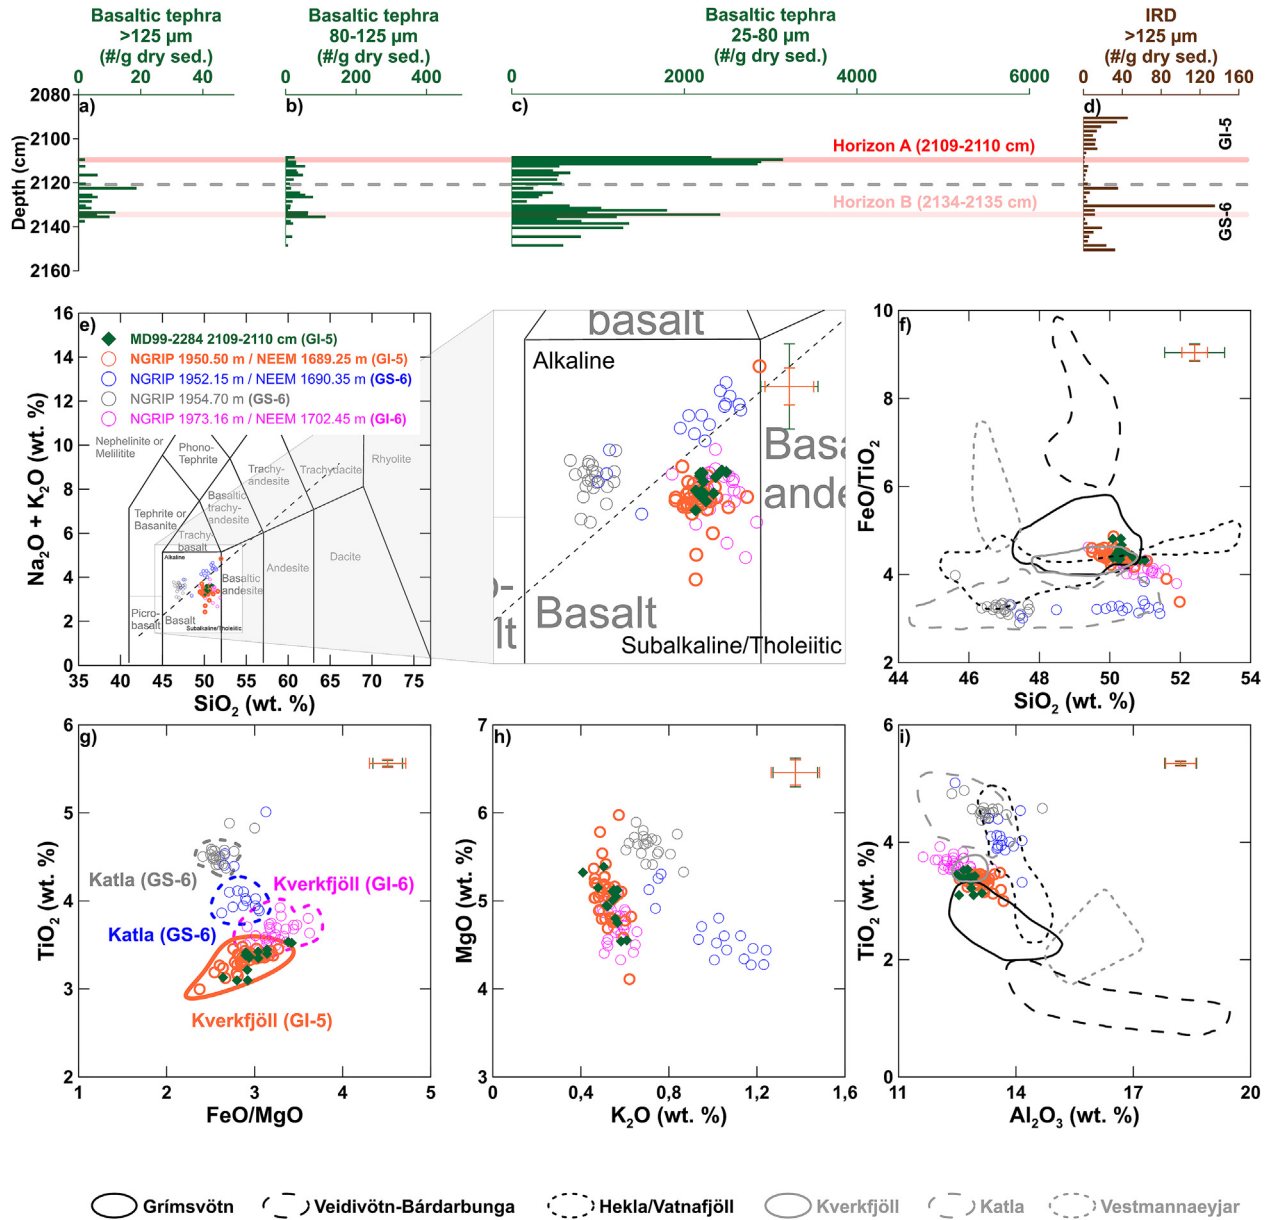 Basaltic tephra
>125 µm
(#/g dry sed.)
0 20 40
Basaltic tephra
80-125 µm
(#/g dry sed.)
0 200 400
Basaltic tephra
25-80 µm
(#/g dry sed.)
0 2000 4000 6000
IRD
>125 µm
(#/g dry sed.)
0 40 80 120 160
Depth (cm)
2080
2100
2120
2140
2160
a)
b)
c)
d)
Horizon A (2109-2110 cm)
Horizon B (2134-2135 cm)
GI-5
GS-6
e)
Na₂O + K₂O (wt. %)
16
14
12
10
8
6
4
2
0
MD99-2284 2109-2110 cm (GI-5)
NGRIP 1950.50 m / NEEM 1689.25 m (GI-5)
NGRIP 1952.15 m / NEEM 1690.35 m (GS-6)
NGRIP 1954.70 m (GS-6)
NGRIP 1973.16 m / NEEM 1702.45 m (GI-6)
Nephelinite or
Melilitite
Phono-
Tephrite
Trachy-
andesite
Trachydacite
Rhyolite
Tephrite or
Basanite
Basaltic
trachy-
andesite
Trachy-
basalt
Alkaline
Basaltic
andesite
Andesite
Dacite
Picro-
basalt
Basalt
Subalkaline/Tholeiitic
35 40 45 50 55 60 65 70 75
SiO₂ (wt. %)
basalt
Alkaline
Basa
ande
o-
lt
Basalt
Subalkaline/Tholeiitic
f)
FeO/TiO₂
10
8
6
4
2
44 46 48 50 52 54
SiO₂ (wt. %)
g)
TiO₂ (wt. %)
6
5
4
3
2
Katla (GS-6)
Kverkfjöll (GI-6)
Katla (GS-6)
Kverkfjöll (GI-5)
1 2 3 4 5
FeO/MgO
h)
MgO (wt. %)
7
6
5
4
3
0 0,4 0,8 1,2 1,6
K₂O (wt. %)
i)
TiO₂ (wt. %)
6
4
2
0
11 14 17 20
Al₂O₃ (wt. %)
Grímsvötn
Veidivötn-Bárdarbunga
Hekla/Vatnafjöll
Kverkfjöll
Katla
Vestmannaeyjar